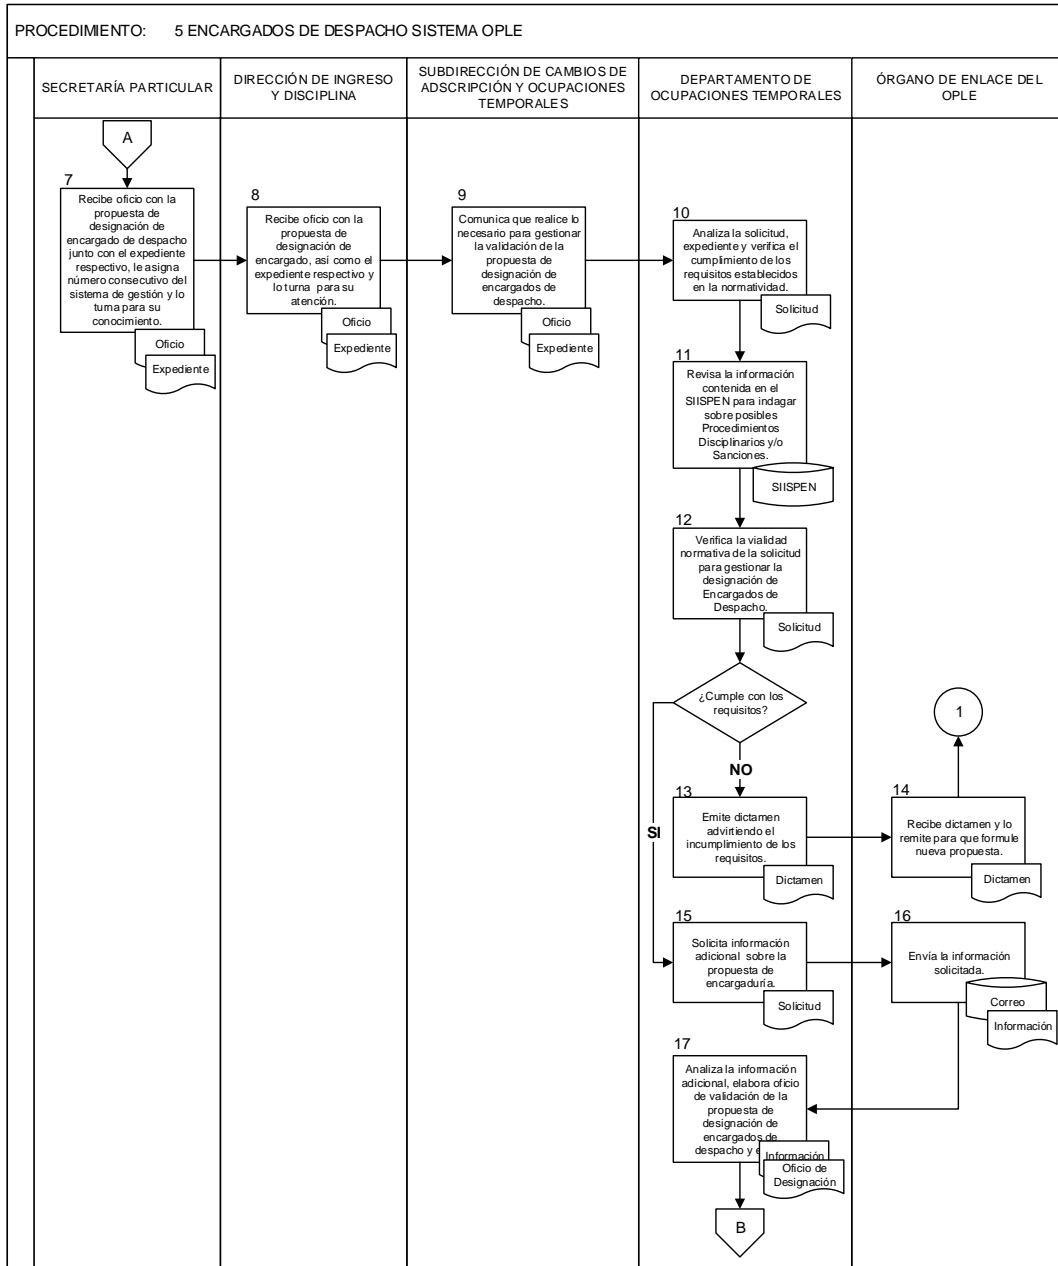 PROCEDIMIENTO: 5 ENCARGADOS DE DESPACHO SISTEMA OPLE
SECRETARÍA PARTICULAR
DIRECCIÓN DE INGRESO
Y DISCIPLINA
SUBDIRECCIÓN DE CAMBIOS DE
ADSCRIPCIÓN Y OCUPACIONES
TEMPORALES
DEPARTAMENTO DE
OCUPACIONES TEMPORALES
ÓRGANO DE ENLACE DEL
OPLE
A
7
Recibe oficio con la
propuesta de
designación de
encargado de despacho
junto con el expediente
respectivo, le asigna
número consecutivo del
sistema de gestión y lo
turna para su
conocimiento.
Oficio
Expediente
8
Recibe oficio con la
propuesta de
designación de
encargado, así como el
expediente respectivo y
lo turna para su
atención.
Oficio
Expediente
9
Comunica que realice lo
necesario para gestionar
la validación de la
propuesta de
designación de
encargados de
despacho.
Oficio
Expediente
10
Analiza la solicitud,
expediente y verifica el
cumplimiento de los
requisitos establecidos
en la normatividad.
Solicitud
11
Revisa la información
contenida en el
SIISPEN para indagar
sobre posibles
Procedimientos
Disciplinarios y/o
Sanciones.
SIISPEN
12
Verifica la vialidad
normativa de la solicitud
para gestionar la
designación de
Encargados de
Despacho.
Solicitud
¿Cumple con los
requisitos?
NO
SI
13
Emite dictamen
advirtiendo el
incumplimiento de los
requisitos.
Dictamen
1
14
Recibe dictamen y lo
remite para que formule
nueva propuesta.
Dictamen
15
Solicita información
adicional sobre la
propuesta de
encargaduría.
Solicitud
16
Envía la información
solicitada.
Correo
Información
17
Analiza la información
adicional, elabora oficio
de validación de la
propuesta de
designación de
encargados de
despacho y
Información
Oficio de
Designación
B